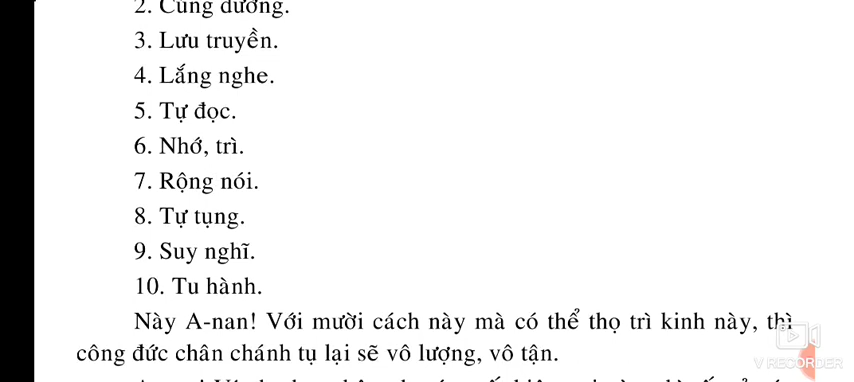 2. Cúng dường.
3. Lưu truyền.
4. Lắng nghe.
5. Tự đọc.
6. Nhớ, trì.
7. Rộng nói.
8. Tự tụng.
9. Suy nghĩ.
10. Tu hành.
Này A-nan! Với mười cách này mà có thể thọ trì kinh này, thì
công đức chân chánh tụ lại sẽ vô lượng, vô tận.
V RECORDER